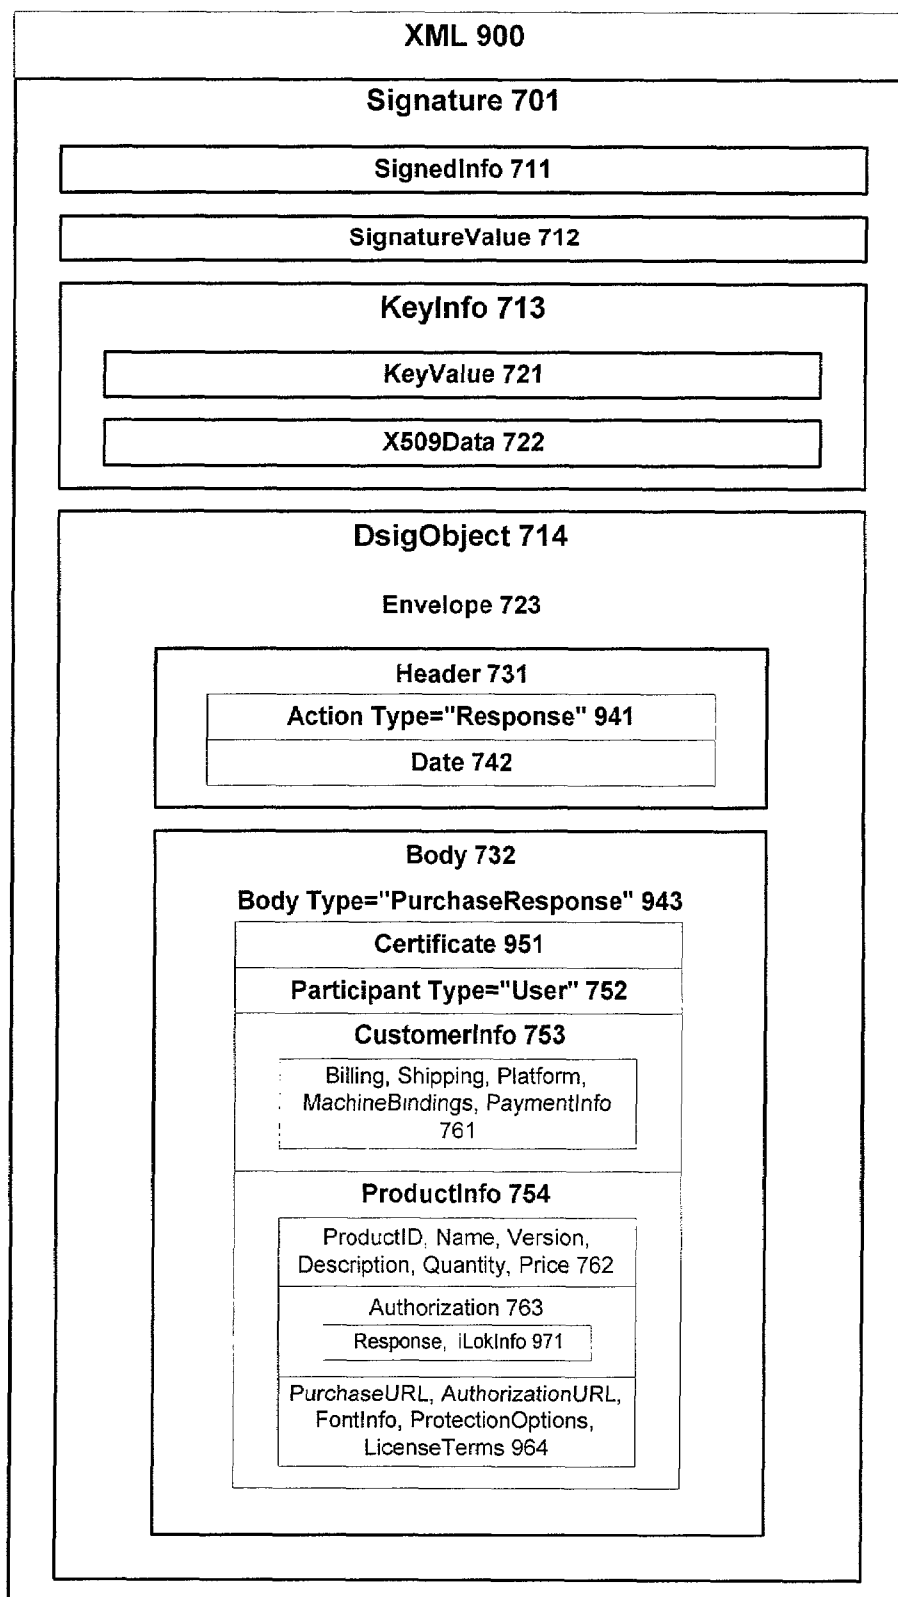 XML 900
Signature 701
SignedInfo 711
SignatureValue 712
KeyInfo 713
KeyValue 721
X509Data 722
DsigObject 714
Envelope 723
Header 731
Action Type="Response" 941
Date 742
Body 732
Body Type="PurchaseResponse" 943
Certificate 951
Participant Type="User" 752
CustomerInfo 753
Billing, Shipping, Platform,
MachineBindings, PaymentInfo
761
ProductInfo 754
ProductID, Name, Version,
Description, Quantity, Price 762
Authorization 763
Response, iLokInfo 971
PurchaseURL, AuthorizationURL,
FontInfo, ProtectionOptions,
LicenseTerms 964